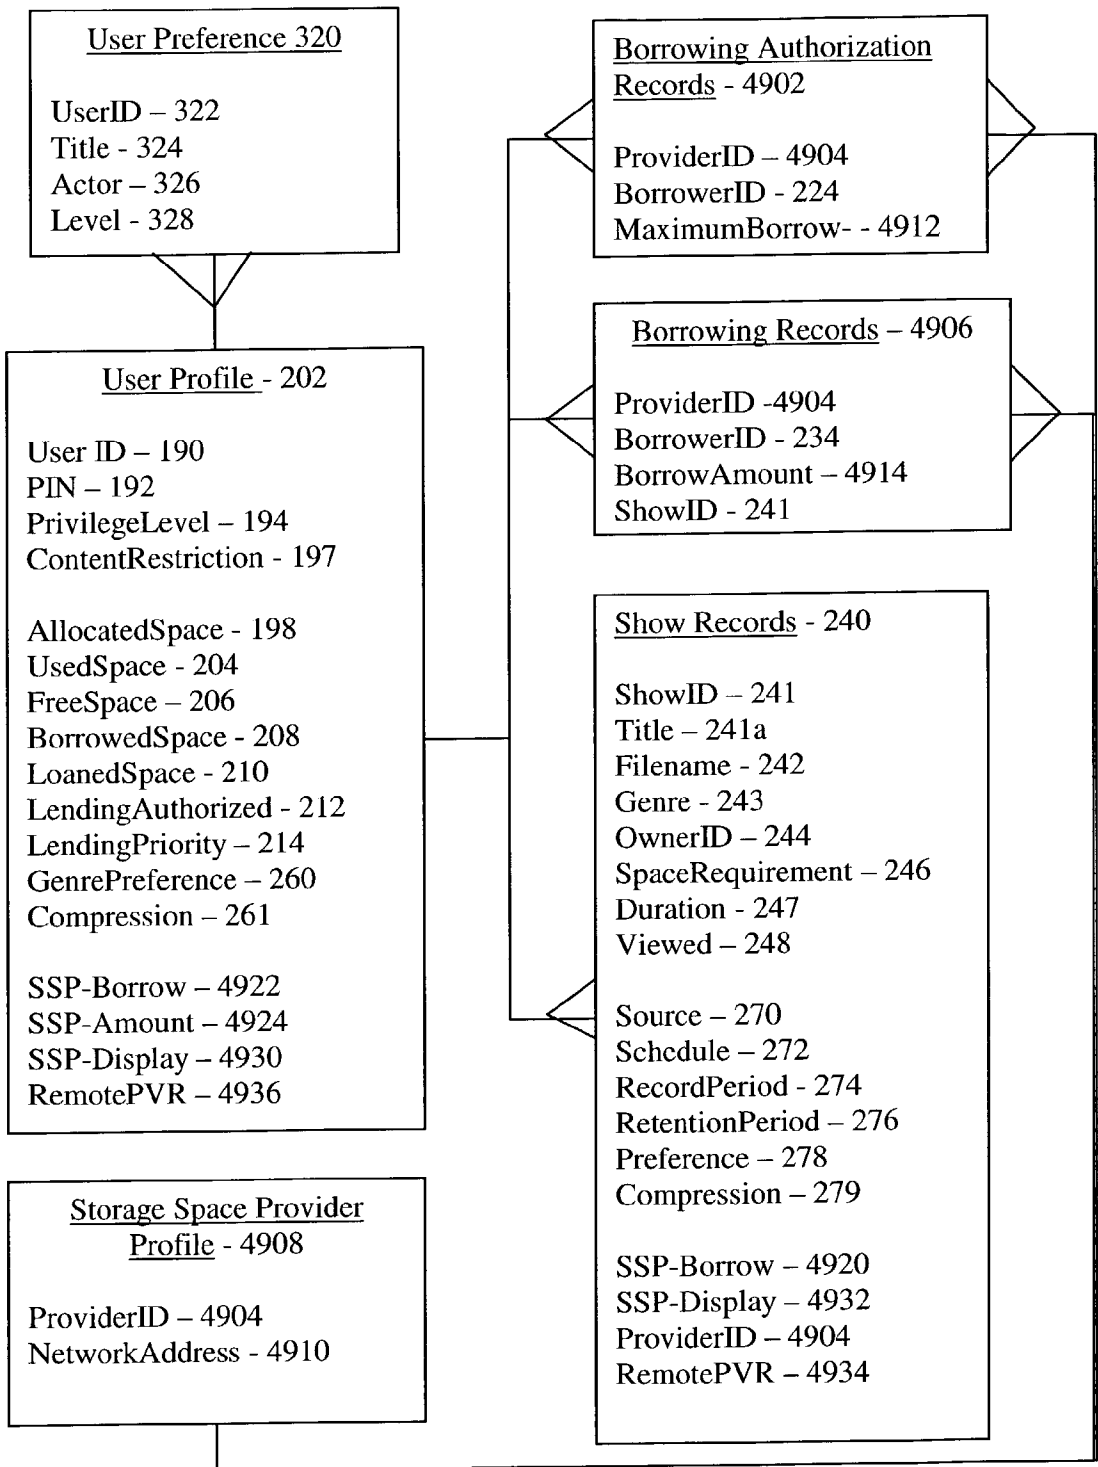 User Preference 320
UserID – 322
Title - 324
Actor – 326
Level - 328
User Profile - 202
User ID – 190
PIN – 192
PrivilegeLevel – 194
ContentRestriction - 197
AllocatedSpace - 198
UsedSpace - 204
FreeSpace – 206
BorrowedSpace - 208
LoanedSpace - 210
LendingAuthorized - 212
LendingPriority – 214
GenrePreference – 260
Compression – 261
SSP-Borrow – 4922
SSP-Amount – 4924
SSP-Display – 4930
RemotePVR – 4936
Storage Space Provider
Profile - 4908
ProviderID – 4904
NetworkAddress - 4910
Borrowing Authorization
Records - 4902
ProviderID – 4904
BorrowerID - 224
MaximumBorrow- - 4912
Borrowing Records – 4906
ProviderID -4904
BorrowerID - 234
BorrowAmount – 4914
ShowID - 241
Show Records - 240
ShowID – 241
Title – 241a
Filename - 242
Genre - 243
OwnerID – 244
SpaceRequirement – 246
Duration - 247
Viewed – 248
Source – 270
Schedule – 272
RecordPeriod - 274
RetentionPeriod – 276
Preference – 278
Compression – 279
SSP-Borrow – 4920
SSP-Display – 4932
ProviderID – 4904
RemotePVR – 4934